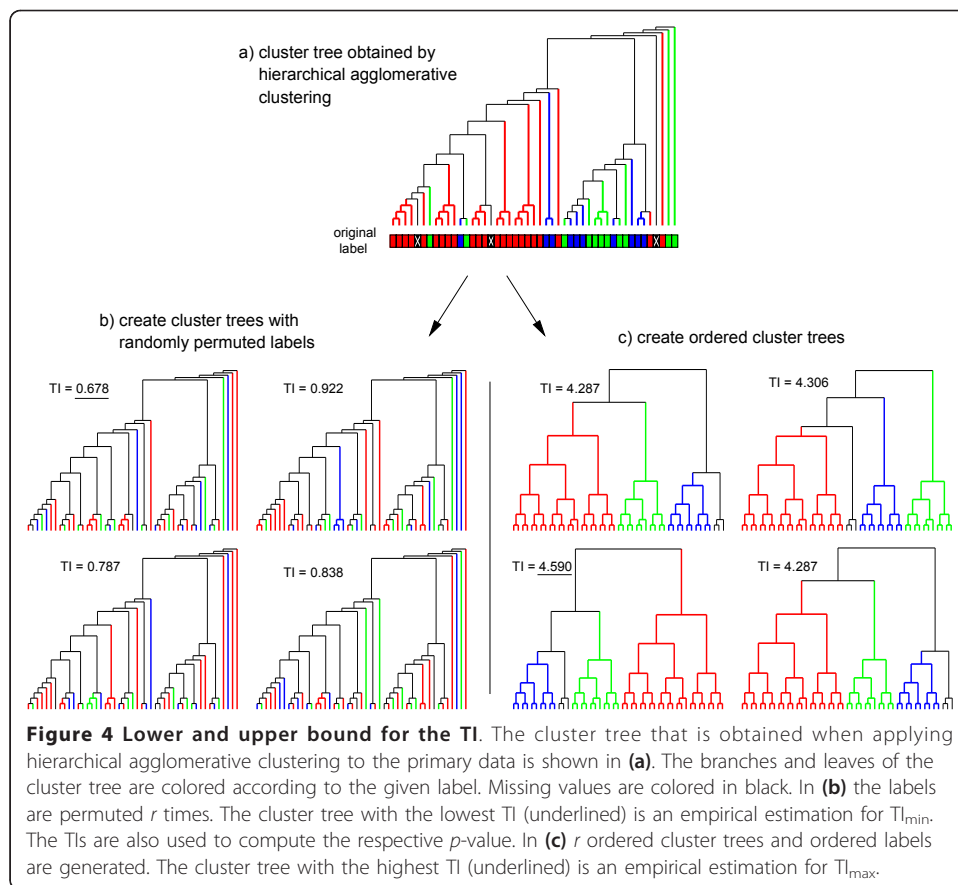 a) cluster tree obtained by
hierarchical agglomerative
clustering
original
label
X X X
b) create cluster trees with
randomly permuted labels
c) create ordered cluster trees
TI = 0.678
TI = 0.922
TI = 4.287
TI = 4.306
TI = 0.787
TI = 0.838
TI = 4.590
TI = 4.287
Figure 4 Lower and upper bound for the TI. The cluster tree that is obtained when applying
hierarchical agglomerative clustering to the primary data is shown in (a). The branches and leaves of
the cluster tree are colored according to the given label. Missing values are colored in black. In (b) the labels
are permuted r times. The cluster tree with the lowest TI (underlined) is an empirical estimation for TImin.
The TIs are also used to compute the respective p-value. In (c) r ordered cluster trees and ordered labels
are generated. The cluster tree with the highest TI (underlined) is an empirical estimation for TImax.